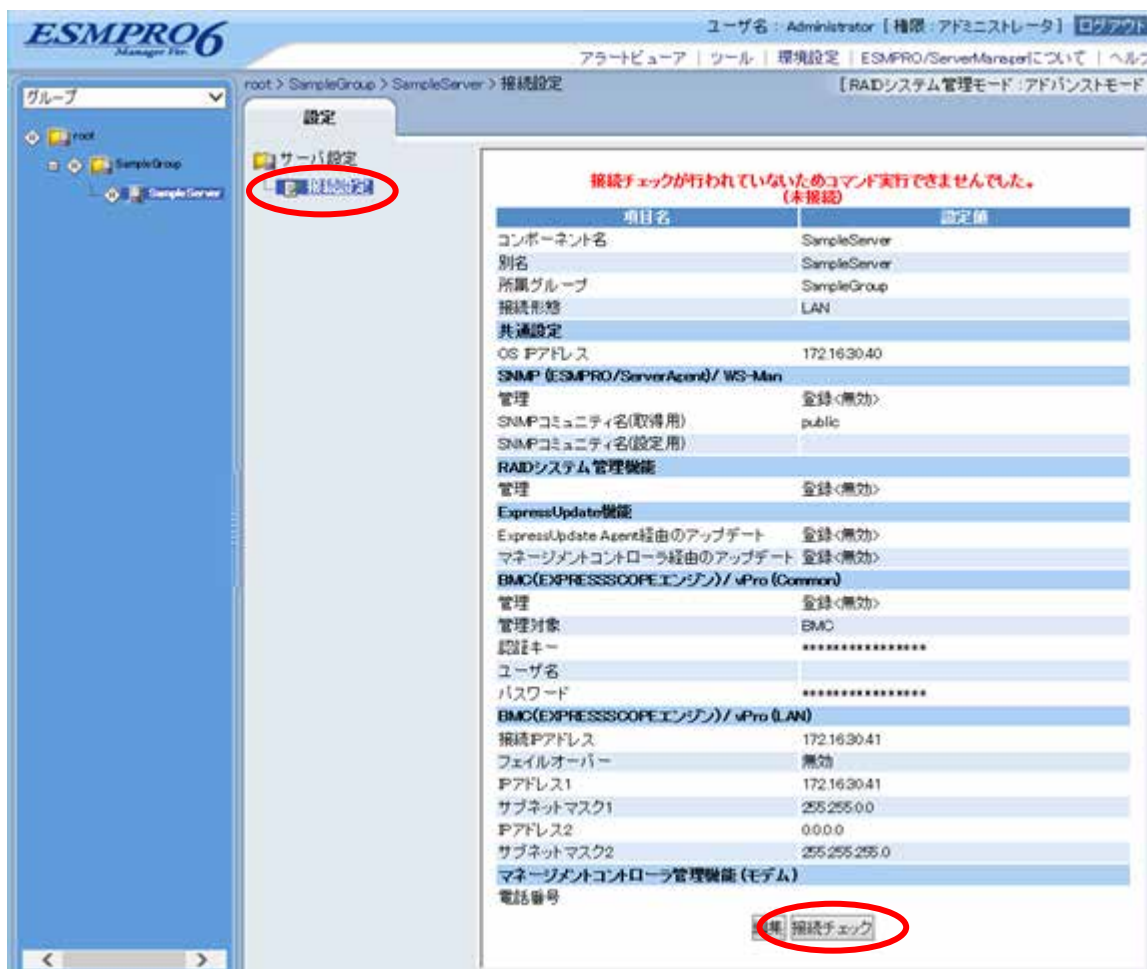 ESMPRO6
Manager Ver.
ユーザ名 : Administrator [ 権限 : アドミニストレータ ] ログアウト
アラートビューア | ツール | 環境設定 | ESMPRO/ServerManagerについて | ヘルプ
グループ
root
SampleGroup
SampleServer
root > SampleGroup > SampleServer > 接続設定
[ RAIDシステム管理モード : アドバンストモード
設定
サーバ設定
接続設定
接続チェックが行われていないためコマンド実行できませんでした。
(未接続)
項目名 設定値
コンポーネント名 SampleServer
別名 SampleServer
所属グループ SampleGroup
接続形態 LAN
共通設定
OS IPアドレス 172.16.30.40
SNMP (ESMPRO/ServerAgent)/ WS-Man
管理 登録<無効>
SNMPコミュニティ名(取得用) public
SNMPコミュニティ名(設定用)
RAIDシステム管理機能
管理 登録<無効>
ExpressUpdate機能
ExpressUpdate Agent経由のアップデート 登録<無効>
マネージメントコントローラ経由のアップデート 登録<無効>
BMC(EXPRESSSCOPEエンジン)/ vPro (Common)
管理 登録<無効>
管理対象 BMC
認証キー ****************
ユーザ名
パスワード ****************
BMC(EXPRESSSCOPEエンジン)/ vPro (LAN)
接続IPアドレス 172.16.30.41
フェイルオーバー 無効
IPアドレス1 172.16.30.41
サブネットマスク1 255.255.0.0
IPアドレス2 0.0.0.0
サブネットマスク2 255.255.255.0
マネージメントコントローラ管理機能 (モデム)
電話番号
編集 接続チェック